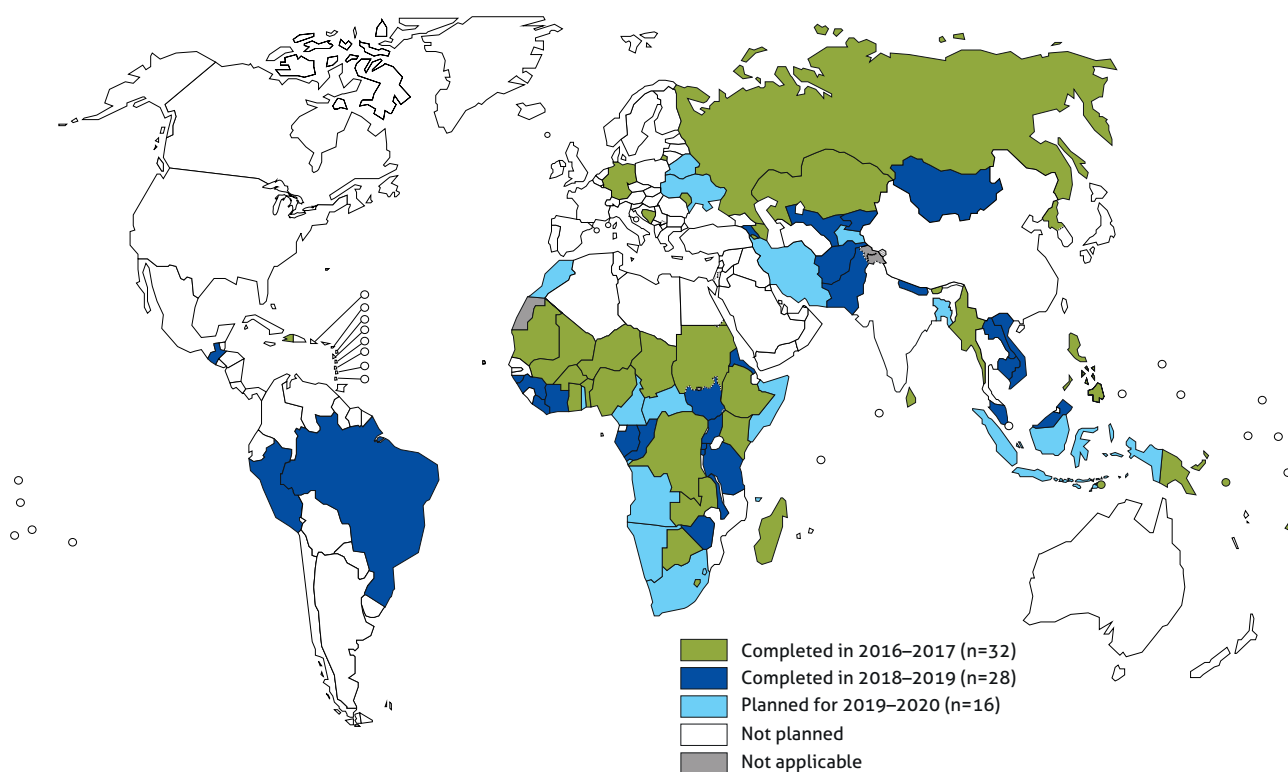 Completed in 2016–2017 (n=32)
Completed in 2018–2019 (n=28)
Planned for 2019–2020 (n=16)
Not planned
Not applicable